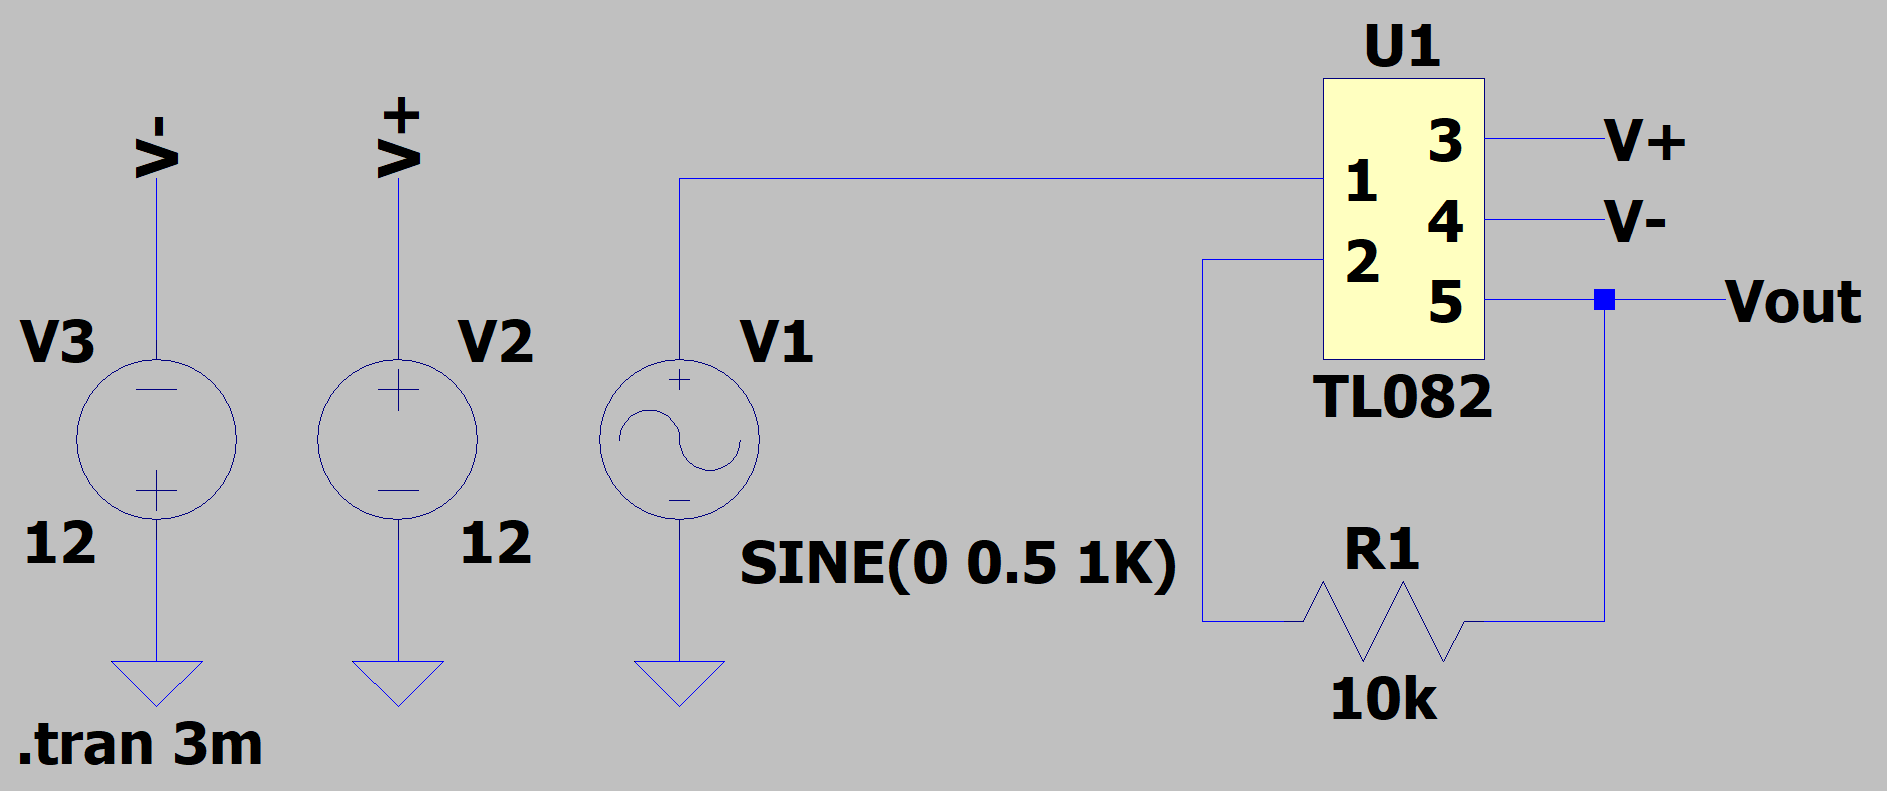 U1
V-
V+
3
V+
1
4
V-
2
5
Vout
V3
V2
V1
TL082
12
12
SINE(0 0.5 1K)
R1
10k
.tran 3m